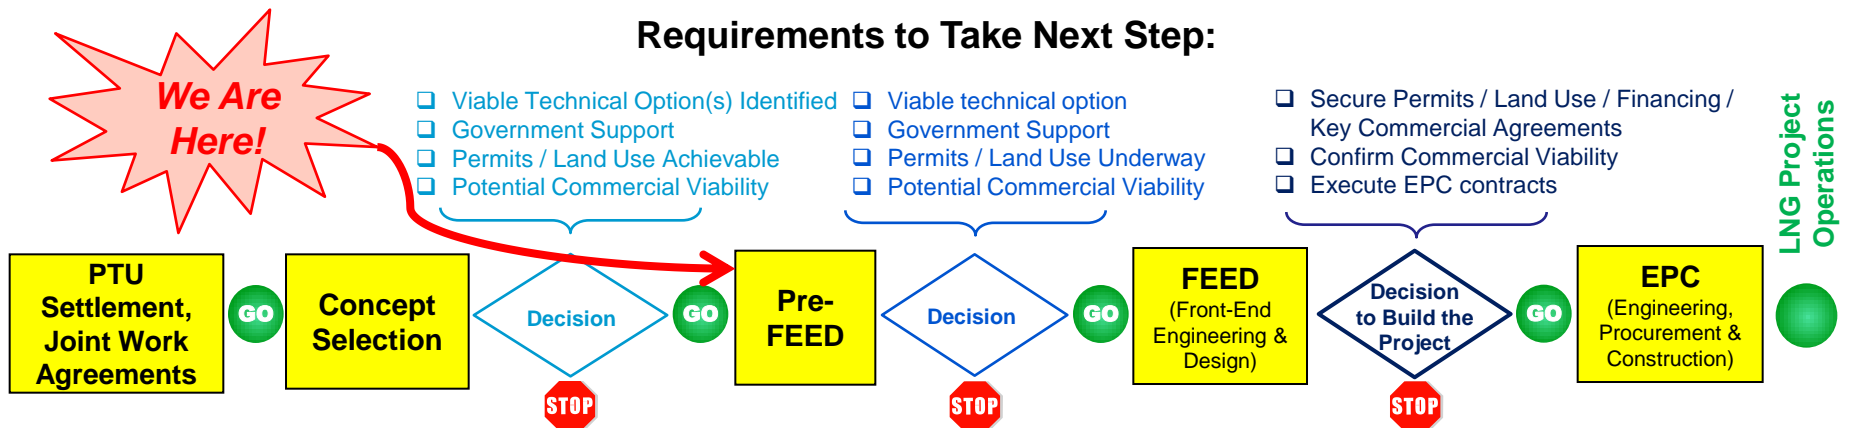 Requirements to Take Next Step:
We Are
Here!
❑ Viable Technical Option(s) Identified
❑ Government Support
❑ Permits / Land Use Achievable
❑ Potential Commercial Viability
❑ Viable technical option
❑ Government Support
❑ Permits / Land Use Underway
❑ Potential Commercial Viability
❑ Secure Permits / Land Use / Financing /
Key Commercial Agreements
❑ Confirm Commercial Viability
❑ Execute EPC contracts
LNG Project
Operations
PTU
Settlement,
Joint Work
Agreements
GO
Concept
Selection
Decision
STOP
GO
Pre-
FEED
Decision
STOP
GO
FEED
(Front-End
Engineering &
Design)
Decision
to Build the
Project
STOP
GO
EPC
(Engineering,
Procurement &
Construction)